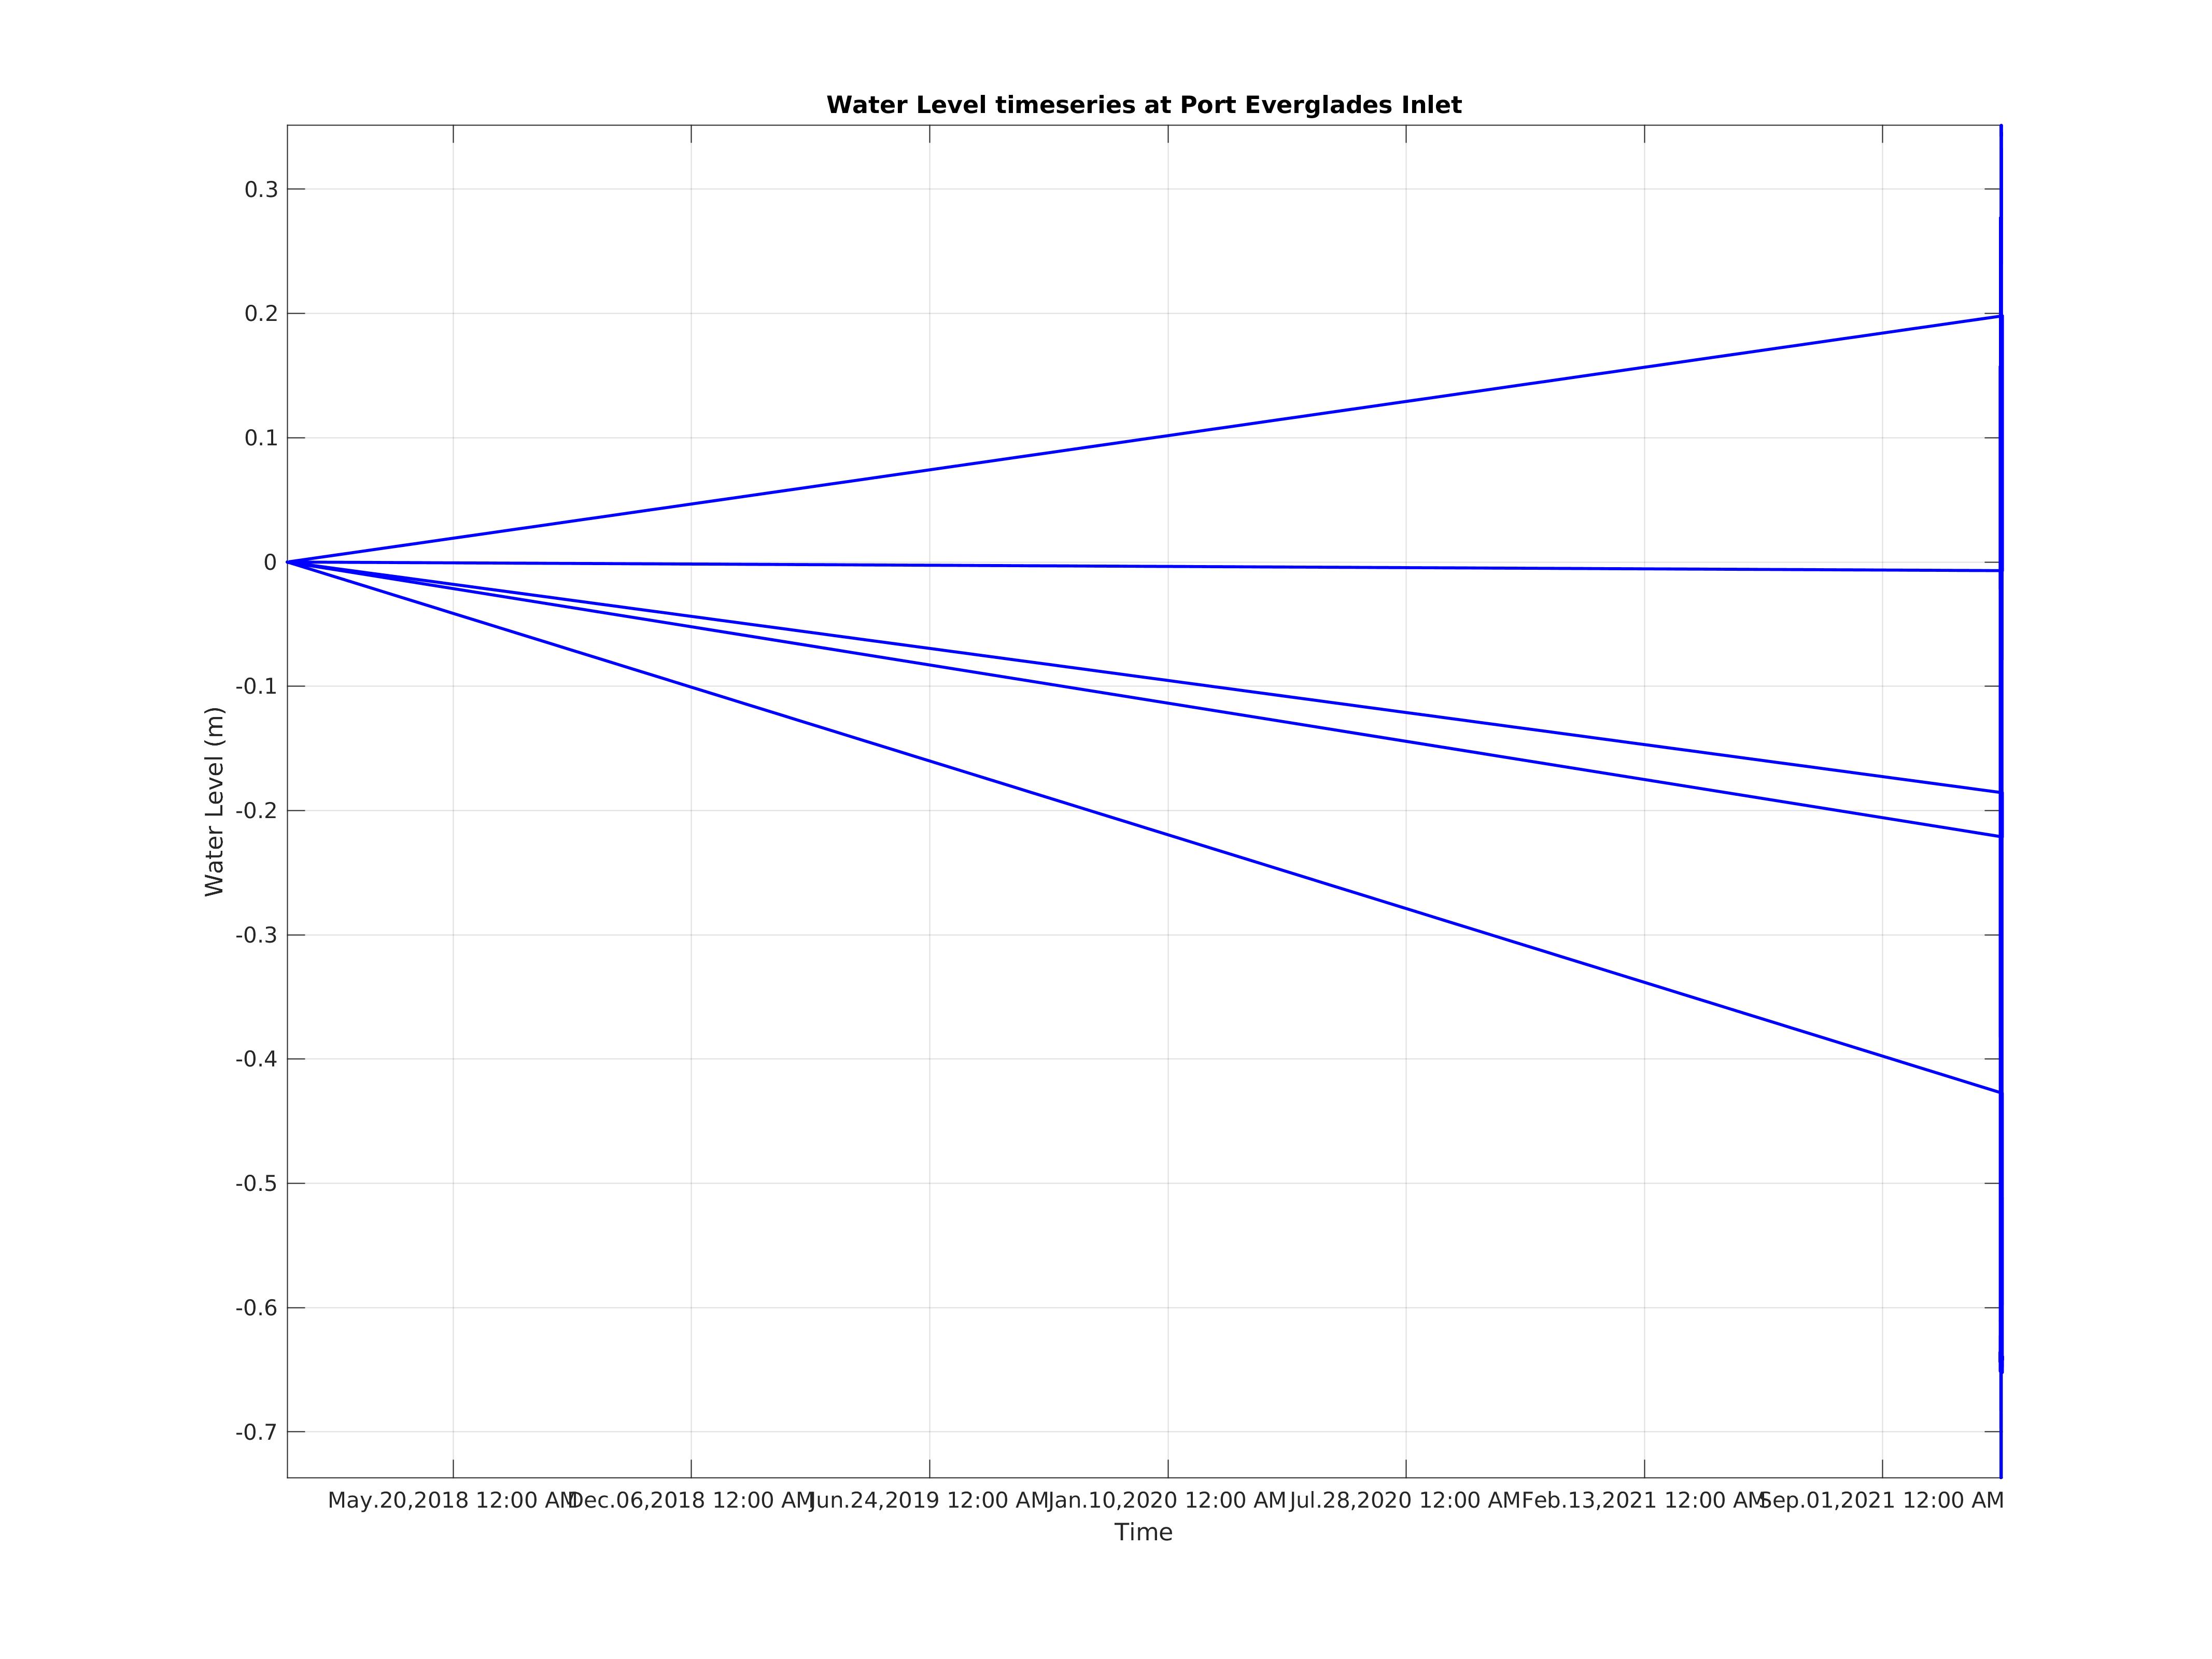 Water Level timeseries at Port Everglades Inlet
0.3
0.2
0.1
0
-0.1
-0.2
-0.3
-0.4
-0.5
-0.6
-0.7
Water Level (m)
May.20,2018 12:00 AM Dec.06,2018 12:00 AM Jun.24,2019 12:00 AM Jan.10,2020 12:00 AM Jul.28,2020 12:00 AM Feb.13,2021 12:00 AM Sep.01,2021 12:00 AM
Time